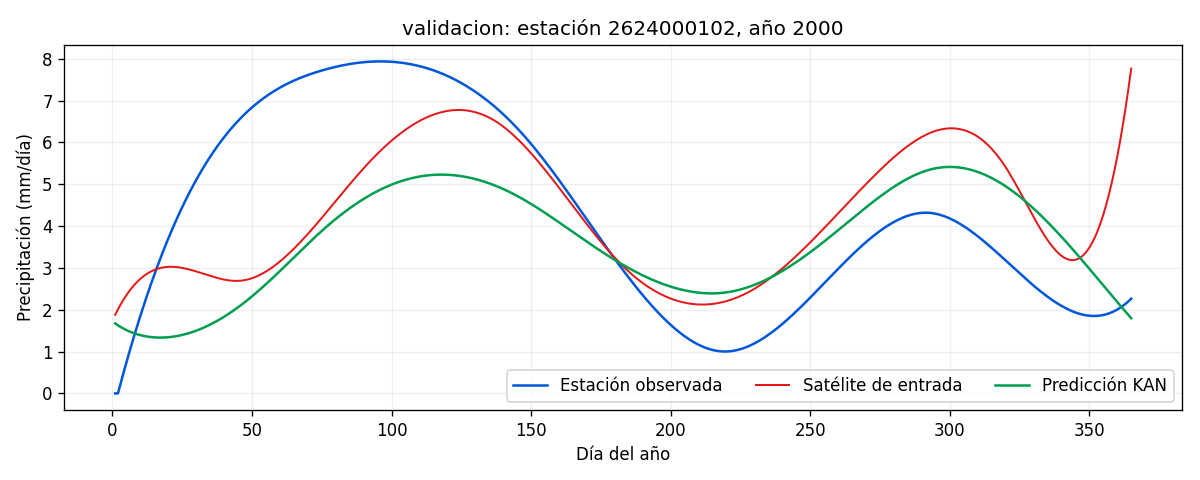 validacion: estación 2624000102, año 2000
Precipitación (mm/día)
8
7
6
5
4
3
2
1
0
0 50 100 150 200 250 300 350
Día del año
Estación observada Satélite de entrada Predicción KAN